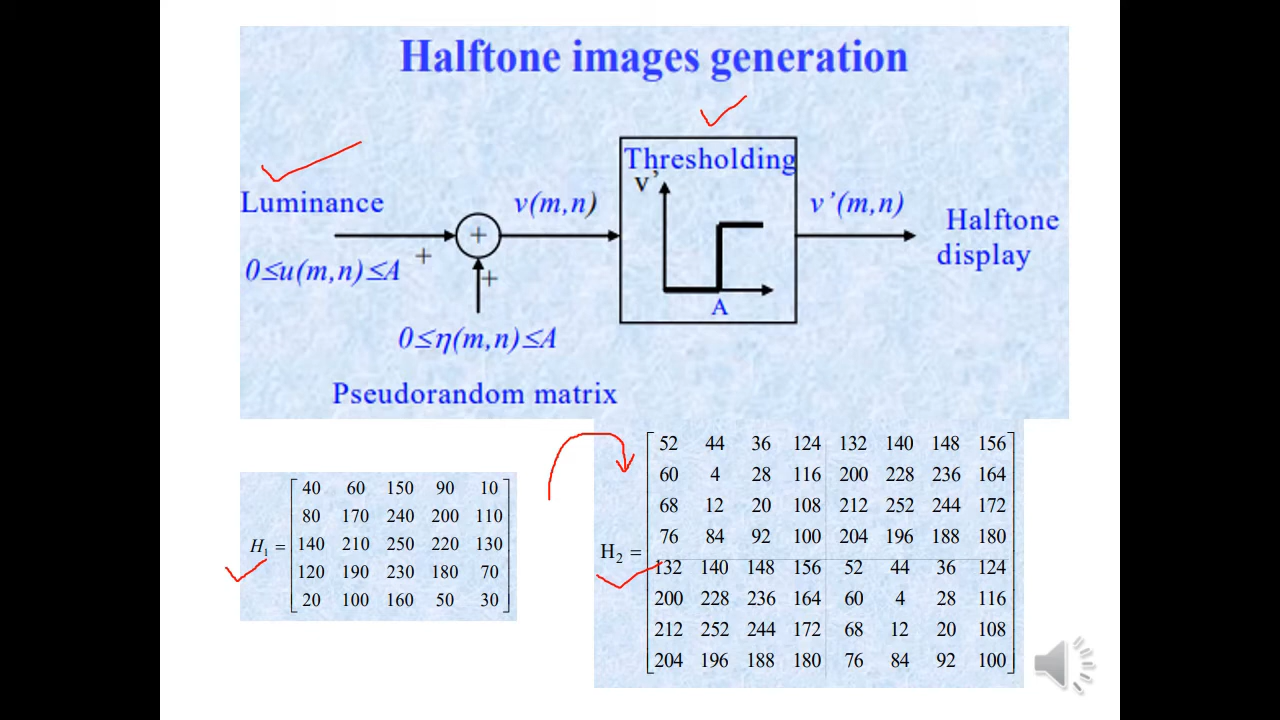 Halftone images generation
Luminance
0≤u(m,n)≤A
+
+
+
v(m,n)
0≤η(m,n)≤A
Pseudorandom matrix
Thresholding
v'
A
v'(m,n)
Halftone
display
H1 =
40 60 150 90 10
80 170 240 200 110
140 210 250 220 130
120 190 230 180 70
20 100 160 50 30
H2 =
52 44 36 124 132 140 148 156
60 4 28 116 200 228 236 164
68 12 20 108 212 252 244 172
76 84 92 100 204 196 188 180
132 140 148 156 52 44 36 124
200 228 236 164 60 4 28 116
212 252 244 172 68 12 20 108
204 196 188 180 76 84 92 100